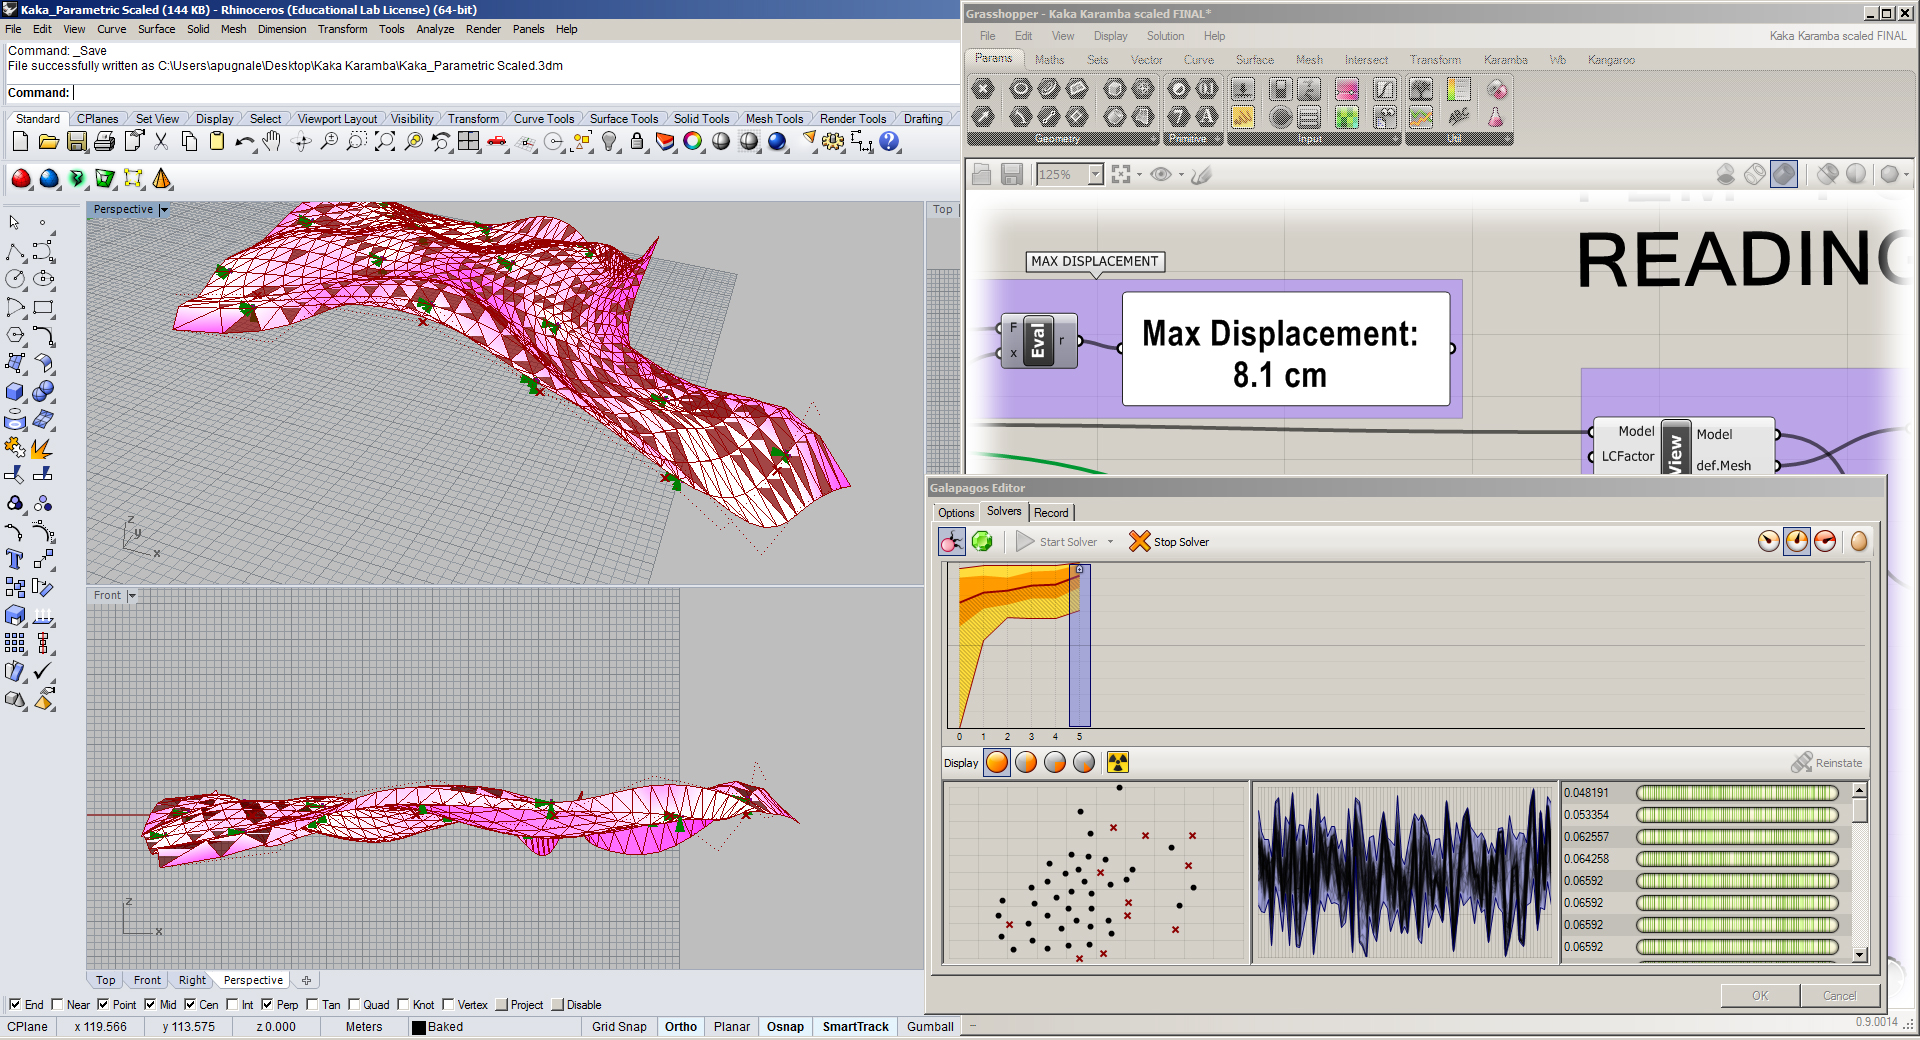 Kaka_Parametric Scaled (144 KB) - Rhinoceros (Educational Lab License) (64-bit)
File Edit View Curve Surface Solid Mesh Dimension Transform Tools Analyze Render Panels Help
Command: _Save
File successfully written as C:\Users\apugnale\Desktop\Kaka Karamba\Kaka_Parametric Scaled.3dm
Command:
Standard CPlanes Set View Display Select Viewport Layout Visibility Transform Curve Tools Surface Tools Solid Tools Mesh Tools Render Tools Drafting
Perspective
Top
z
y
x
Front
z
x
Top Front Right Perspective
End Near Point Mid Cen Int Perp Tan Quad Knot Vertex Project Disable
CPlane x 119.566 y 113.575 z 0.000 Meters Baked Grid Snap Ortho Planar Osnap SmartTrack Gumball
Grasshopper - Kaka Karamba scaled FINAL*
File Edit View Display Solution Help
Kaka Karamba scaled FINAL
Params Maths Sets Vector Curve Surface Mesh Intersect Transform Karamba Wb Kangaroo
Geometry Primitive Input Util
125%
READING
MAX DISPLACEMENT
F
x
Eval
r
Max Displacement:
8.1 cm
Model
LCFactor
View
Model
def.Mesh
Galapagos Editor
Options Solvers Record
Start Solver Stop Solver
0 1 2 3 4 5
Display
Reinstate
0.048191
0.053354
0.062557
0.064258
0.06592
0.06592
0.06592
0.06592
OK Cancel
0.9.0014